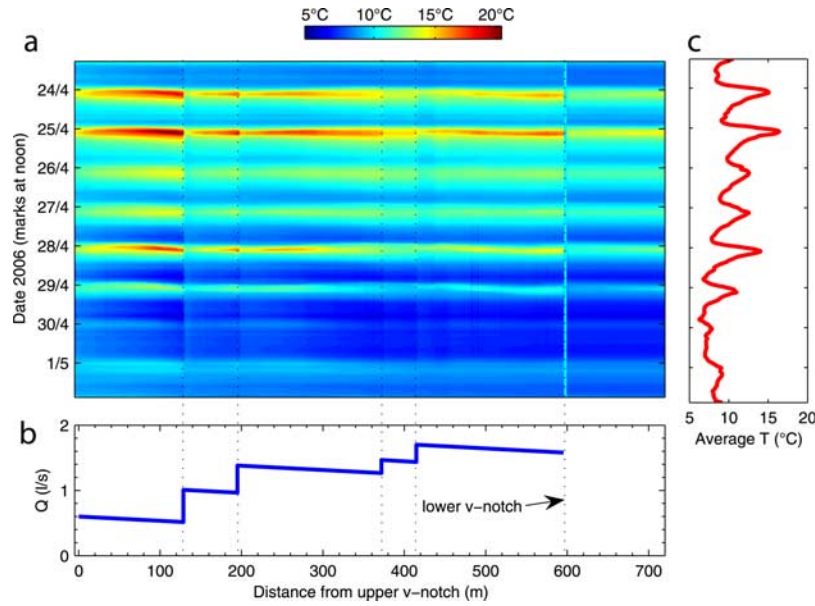 5°C 10°C 15°C 20°C
a
c
Date 2006 (marks at noon)
24/4
25/4
26/4
27/4
28/4
29/4
30/4
1/5
5 10 15 20
Average T (°C)
b
Q (l/s)
2
1
0
lower v−notch
0 100 200 300 400 500 600 700
Distance from upper v−notch (m)